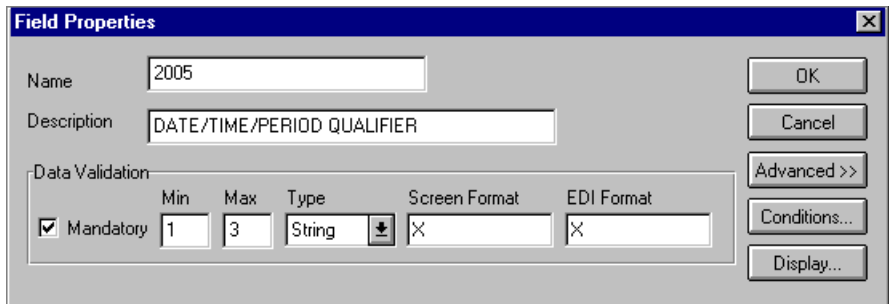 Field Properties
Name 2005
OK
Description DATE/TIME/PERIOD QUALIFIER
Cancel
Data Validation
Advanced >>
Min Max Type Screen Format EDI Format
Mandatory 1 3 String X X
Conditions...
Display...